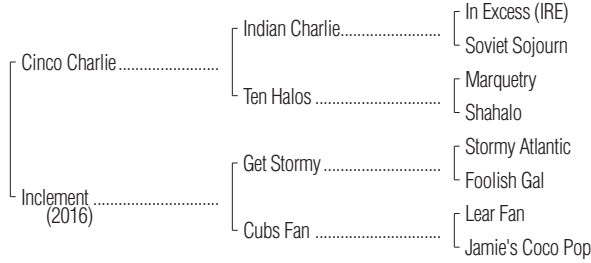 In Excess (IRE)
Indian Charlie
Soviet Sojourn
Cinco Charlie
Marquetry
Ten Halos
Shahalo
Stormy Atlantic
Get Stormy
Foolish Gal
Inclement
(2016)
Lear Fan
Cubs Fan
Jamie's Coco Pop